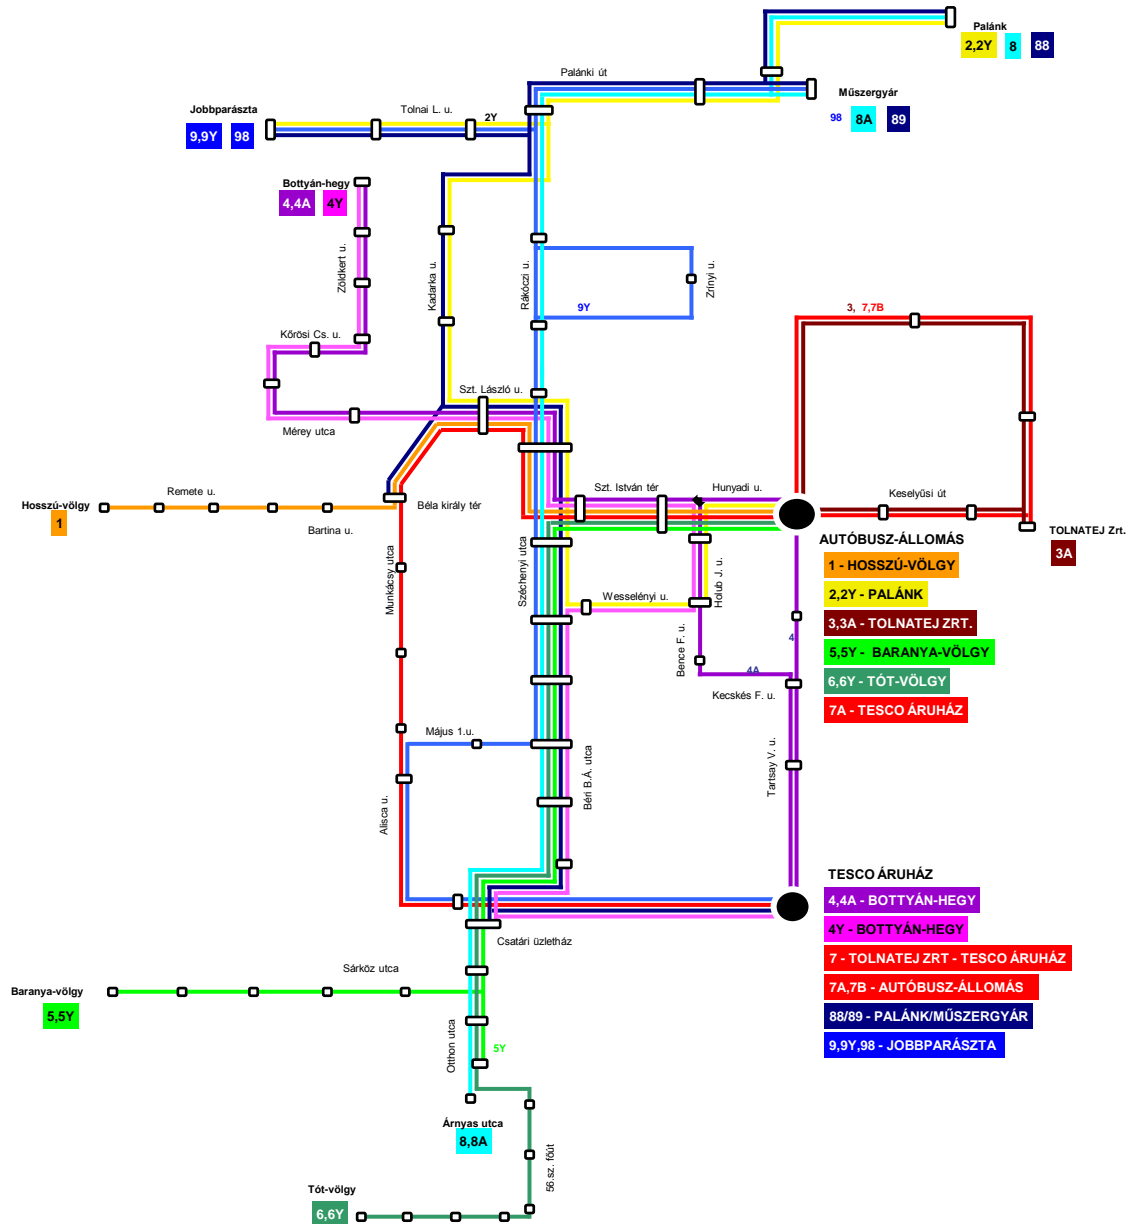 Palánk
2,2Y 8 88
Palánki út
Műszergyár
98 8A 89
Jobbparászta
9,9Y 98
Tolnai L. u.
2Y
Bottyán-hegy
4,4A 4Y
Zöldkert u.
Kadarka u.
Rákóczi u.
Zrínyi u.
9Y
3, 7,7B
Kőrösi Cs. u.
Szt. László u.
Mérey utca
Hosszú-völgy
1
Remete u.
Bartina u.
Béla király tér
Szt. István tér
Hunyadi u.
Keselyűsi út
TOLNATEJ Zrt.
3A
AUTÓBUSZ-ÁLLOMÁS
1 - HOSSZÚ-VÖLGY
2,2Y - PALÁNK
3,3A - TOLNATEJ ZRT.
5,5Y - BARANYA-VÖLGY
6,6Y - TÓT-VÖLGY
7A - TESCO ÁRUHÁZ
Munkácsy utca
Széchenyi utca
Wesselényi u.
Holub J. u.
Bence F. u.
4
4A
Kecskés F. u.
Május 1.u.
Béri B.Á. utca
Tartsay V. u.
Alisca u.
TESCO ÁRUHÁZ
4,4A - BOTTYÁN-HEGY
4Y - BOTTYÁN-HEGY
7 - TOLNATEJ ZRT - TESCO ÁRUHÁZ
7A,7B - AUTÓBUSZ-ÁLLOMÁS
88/89 - PALÁNK/MŰSZERGYÁR
9,9Y,98 - JOBBPARÁSZTA
Csatári üzletház
Sárköz utca
Baranya-völgy
5,5Y
Otthon utca
5Y
Árnyas utca
8,8A
56.sz. főút
Tót-völgy
6,6Y